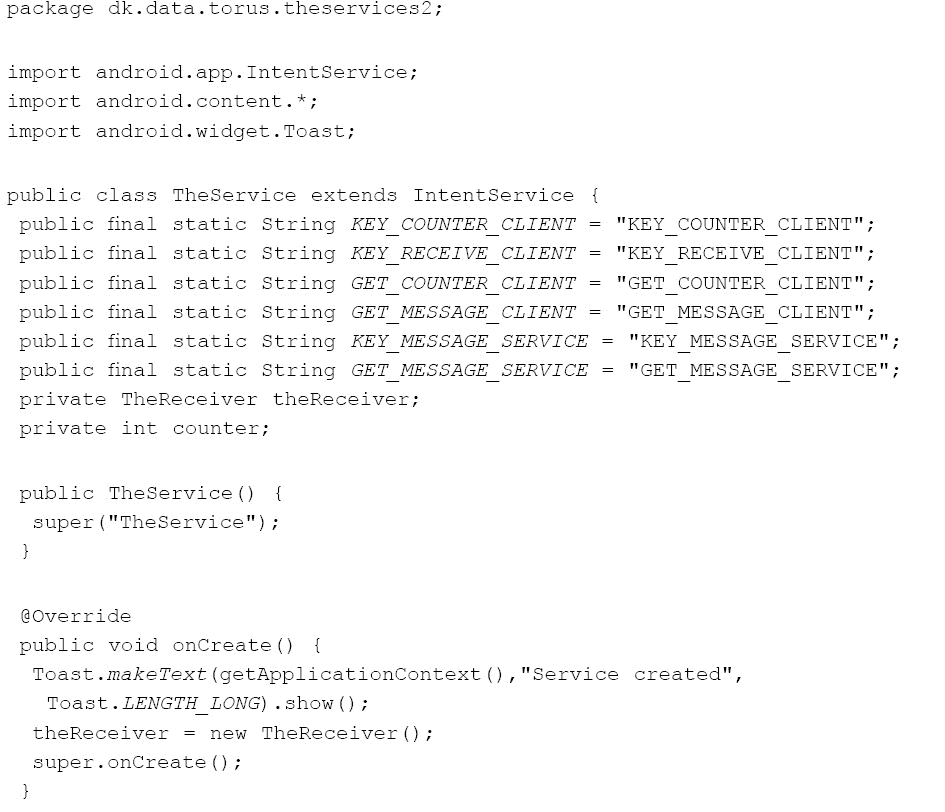 package dk.data.torus.theservices2;
import android.app.IntentService;
import android.content.*;
import android.widget.Toast;
public class TheService extends IntentService {
public final static String KEY_COUNTER_CLIENT = "KEY_COUNTER_CLIENT";
public final static String KEY_RECEIVE_CLIENT = "KEY_RECEIVE_CLIENT";
public final static String GET_COUNTER_CLIENT = "GET_COUNTER_CLIENT";
public final static String GET_MESSAGE_CLIENT = "GET_MESSAGE_CLIENT";
public final static String KEY_MESSAGE_SERVICE = "KEY_MESSAGE_SERVICE";
public final static String GET_MESSAGE_SERVICE = "GET_MESSAGE_SERVICE";
private TheReceiver theReceiver;
private int counter;
public TheService() {
super("TheService");
}
@Override
public void onCreate() {
Toast.makeText(getApplicationContext(),"Service created",
Toast.LENGTH_LONG).show();
theReceiver = new TheReceiver();
super.onCreate();
}